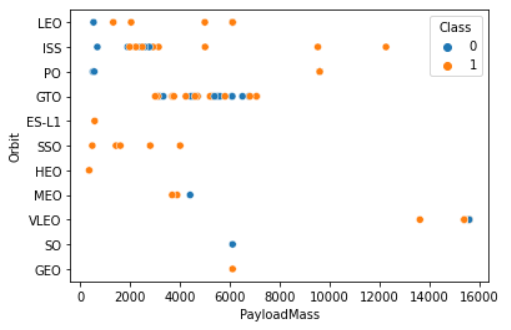 LEO
ISS
PO
GTO
ES-L1
SSO
HEO
MEO
VLEO
SO
GEO
Orbit
Class
0
1
0 2000 4000 6000 8000 10000 12000 14000 16000
PayloadMass